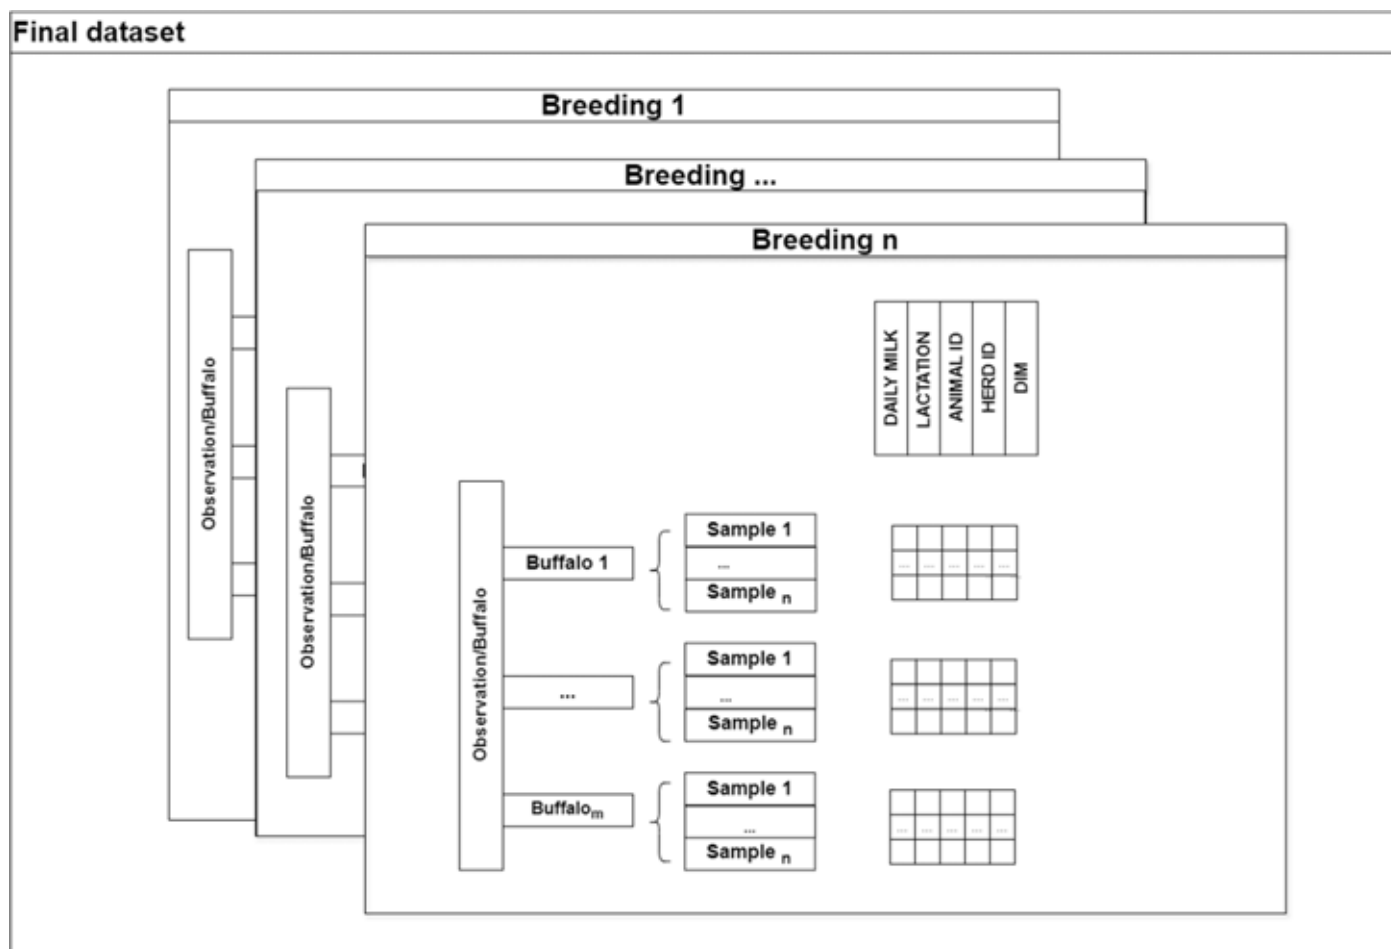 Final dataset
Breeding 1
Breeding ...
Breeding n
Observation/Buffalo
Observation/Buffalo
Observation/Buffalo
DAILY MILK
LACTATION
ANIMAL ID
HERD ID
DIM
Buffalo 1
Sample 1
...
Sample n
... ... ... ... ...
...
Sample 1
...
Sample n
... ... ... ... ...
Buffalom
Sample 1
...
Sample n
... ... ... ... ...